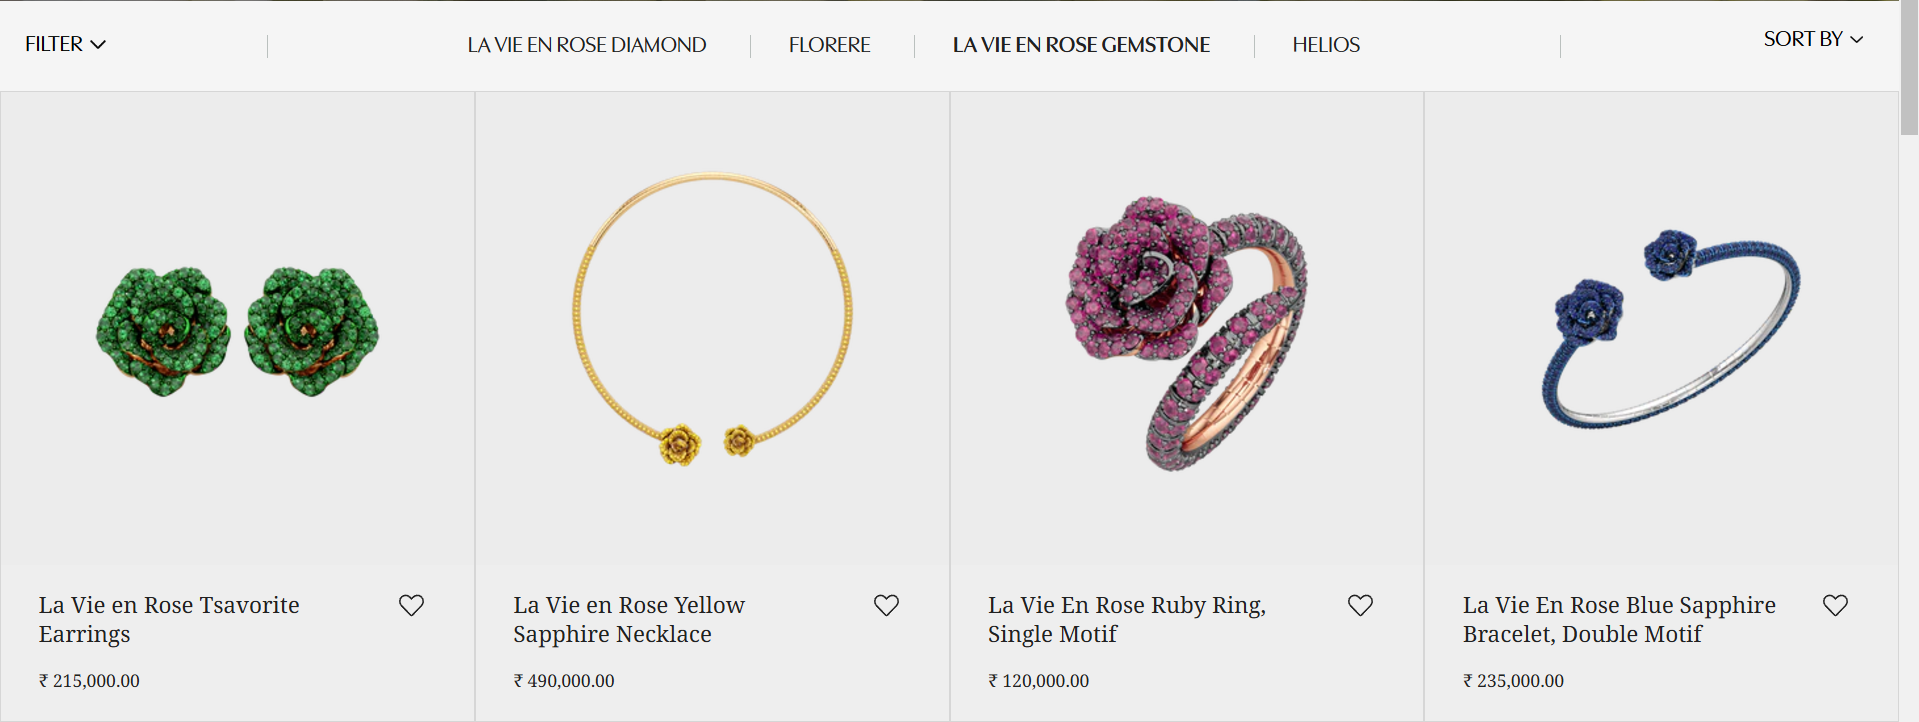 FILTER
LA VIE EN ROSE DIAMOND
FLORERE
LA VIE EN ROSE GEMSTONE
HELIOS
SORT BY
La Vie en Rose Tsavorite
Earrings
₹ 215,000.00
La Vie en Rose Yellow
Sapphire Necklace
₹ 490,000.00
La Vie En Rose Ruby Ring,
Single Motif
₹ 120,000.00
La Vie En Rose Blue Sapphire
Bracelet, Double Motif
₹ 235,000.00